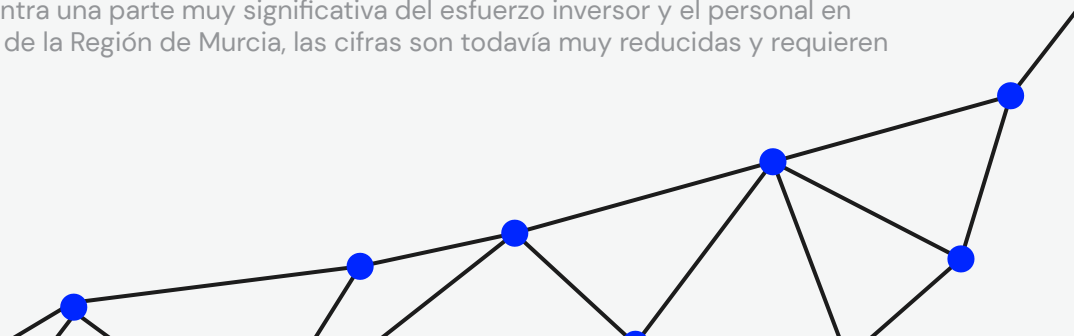 ntra una parte muy significativa del esfuerzo inversor y el personal en
de la Región de Murcia, las cifras son todavía muy reducidas y requieren